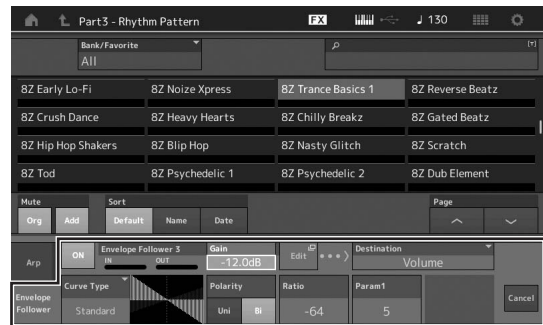 Part3 - Rhythm Pattern FX ♩ 130
Bank/Favorite
All
[T]
8Z Early Lo-Fi 8Z Noize Xpress 8Z Trance Basics 1 8Z Reverse Beatz
8Z Crush Dance 8Z Heavy Hearts 8Z Chilly Breakz 8Z Gated Beatz
8Z Hip Hop Shakers 8Z Blip Hop 8Z Nasty Glitch 8Z Scratch
8Z Tod 8Z Psychedelic 1 8Z Psychedelic 2 8Z Dub Element
Mute Sort Page
Org Add Default Name Date
Arp ON Envelope Follower 3 Gain Edit Destination
IN OUT -12.0dB Volume
Envelope Follower Curve Type Polarity Ratio Param1 Cancel
Standard Uni Bi -64 5